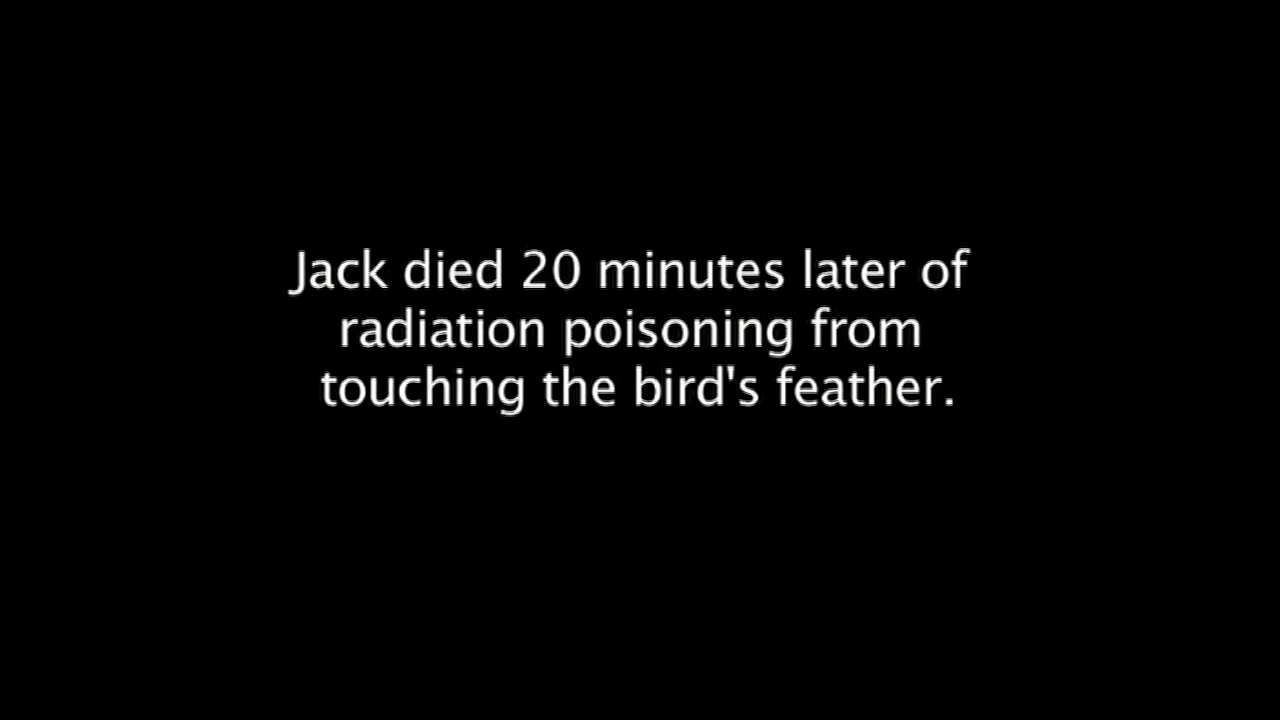 Jack died 20 minutes later of
radiation poisoning from
touching the bird's feather.